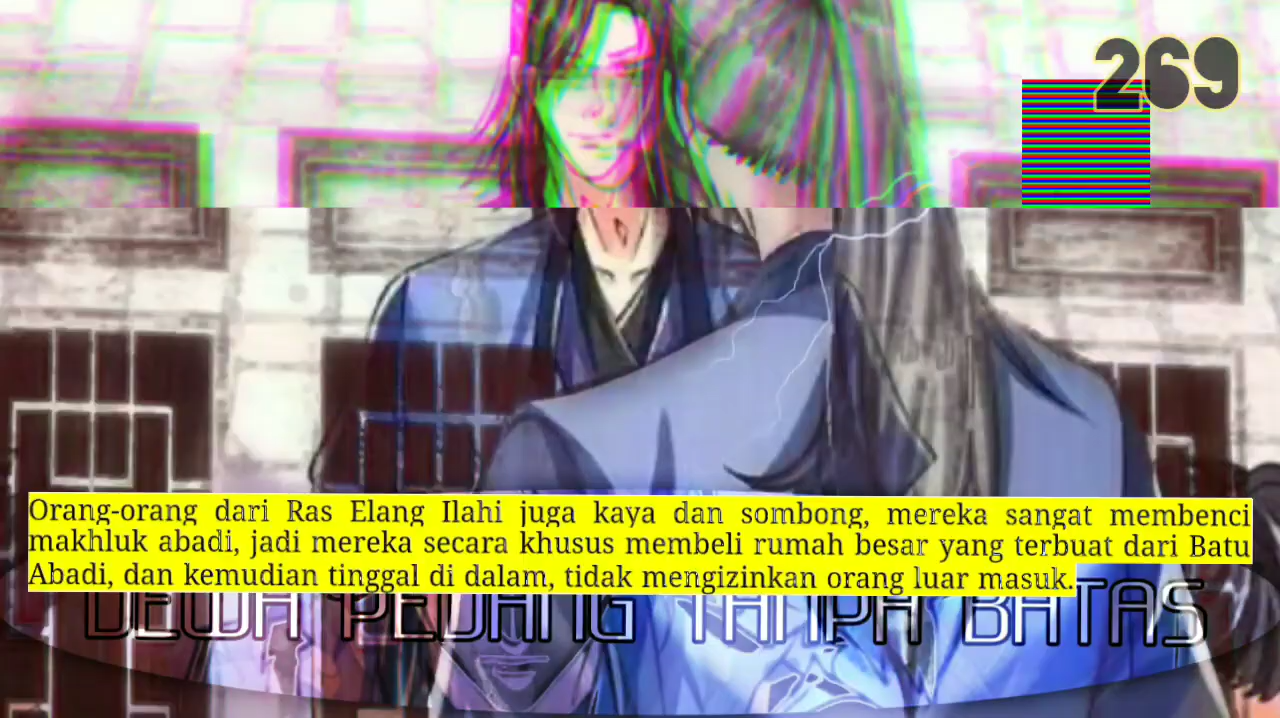 269
Orang-orang dari Ras Elang Ilahi juga kaya dan sombong, mereka sangat membenci
makhluk abadi, jadi mereka secara khusus membeli rumah besar yang terbuat dari Batu
Abadi, dan kemudian tinggal di dalam, tidak mengizinkan orang luar masuk.
DEWA PEDANG TANPA BATAS